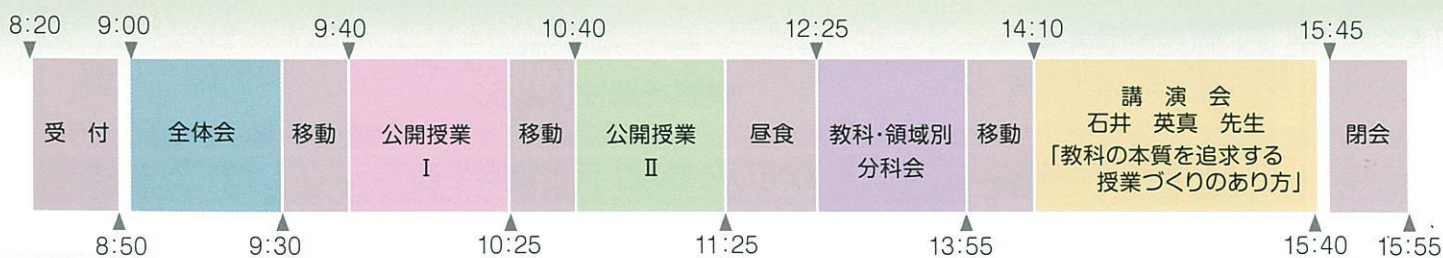 8:20 9:00 9:40 10:40 12:25 14:10 15:45
受 付
全体会
移動
公開授業
Ⅰ
移動
公開授業
Ⅱ
昼食
教科・領域別
分科会
移動
講 演 会
石井 英真 先生
「教科の本質を追求する
授業づくりのあり方」
閉会
8:50 9:30 10:25 11:25 13:55 15:40 15:55